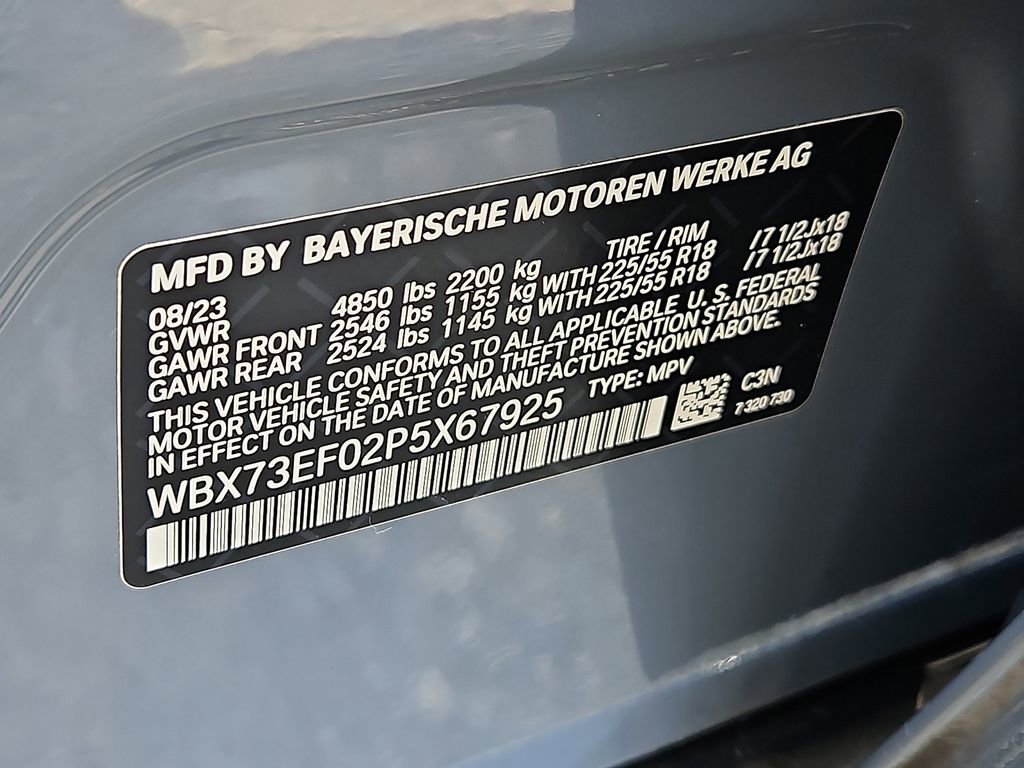 MFD BY BAYERISCHE MOTOREN WERKE AG
08/23 TIRE / RIM
GVWR 4850 lbs 2200 kg
GAWR FRONT 2546 lbs 1155 kg WITH 225/55 R18 /7 1/2Jx18
GAWR REAR 2524 lbs 1145 kg WITH 225/55 R18 /7 1/2Jx18
THIS VEHICLE CONFORMS TO ALL APPLICABLE U. S. FEDERAL
MOTOR VEHICLE SAFETY AND THEFT PREVENTION STANDARDS
IN EFFECT ON THE DATE OF MANUFACTURE SHOWN ABOVE.
WBX73EF02P5X67925 TYPE: MPV C3N
7 320 730